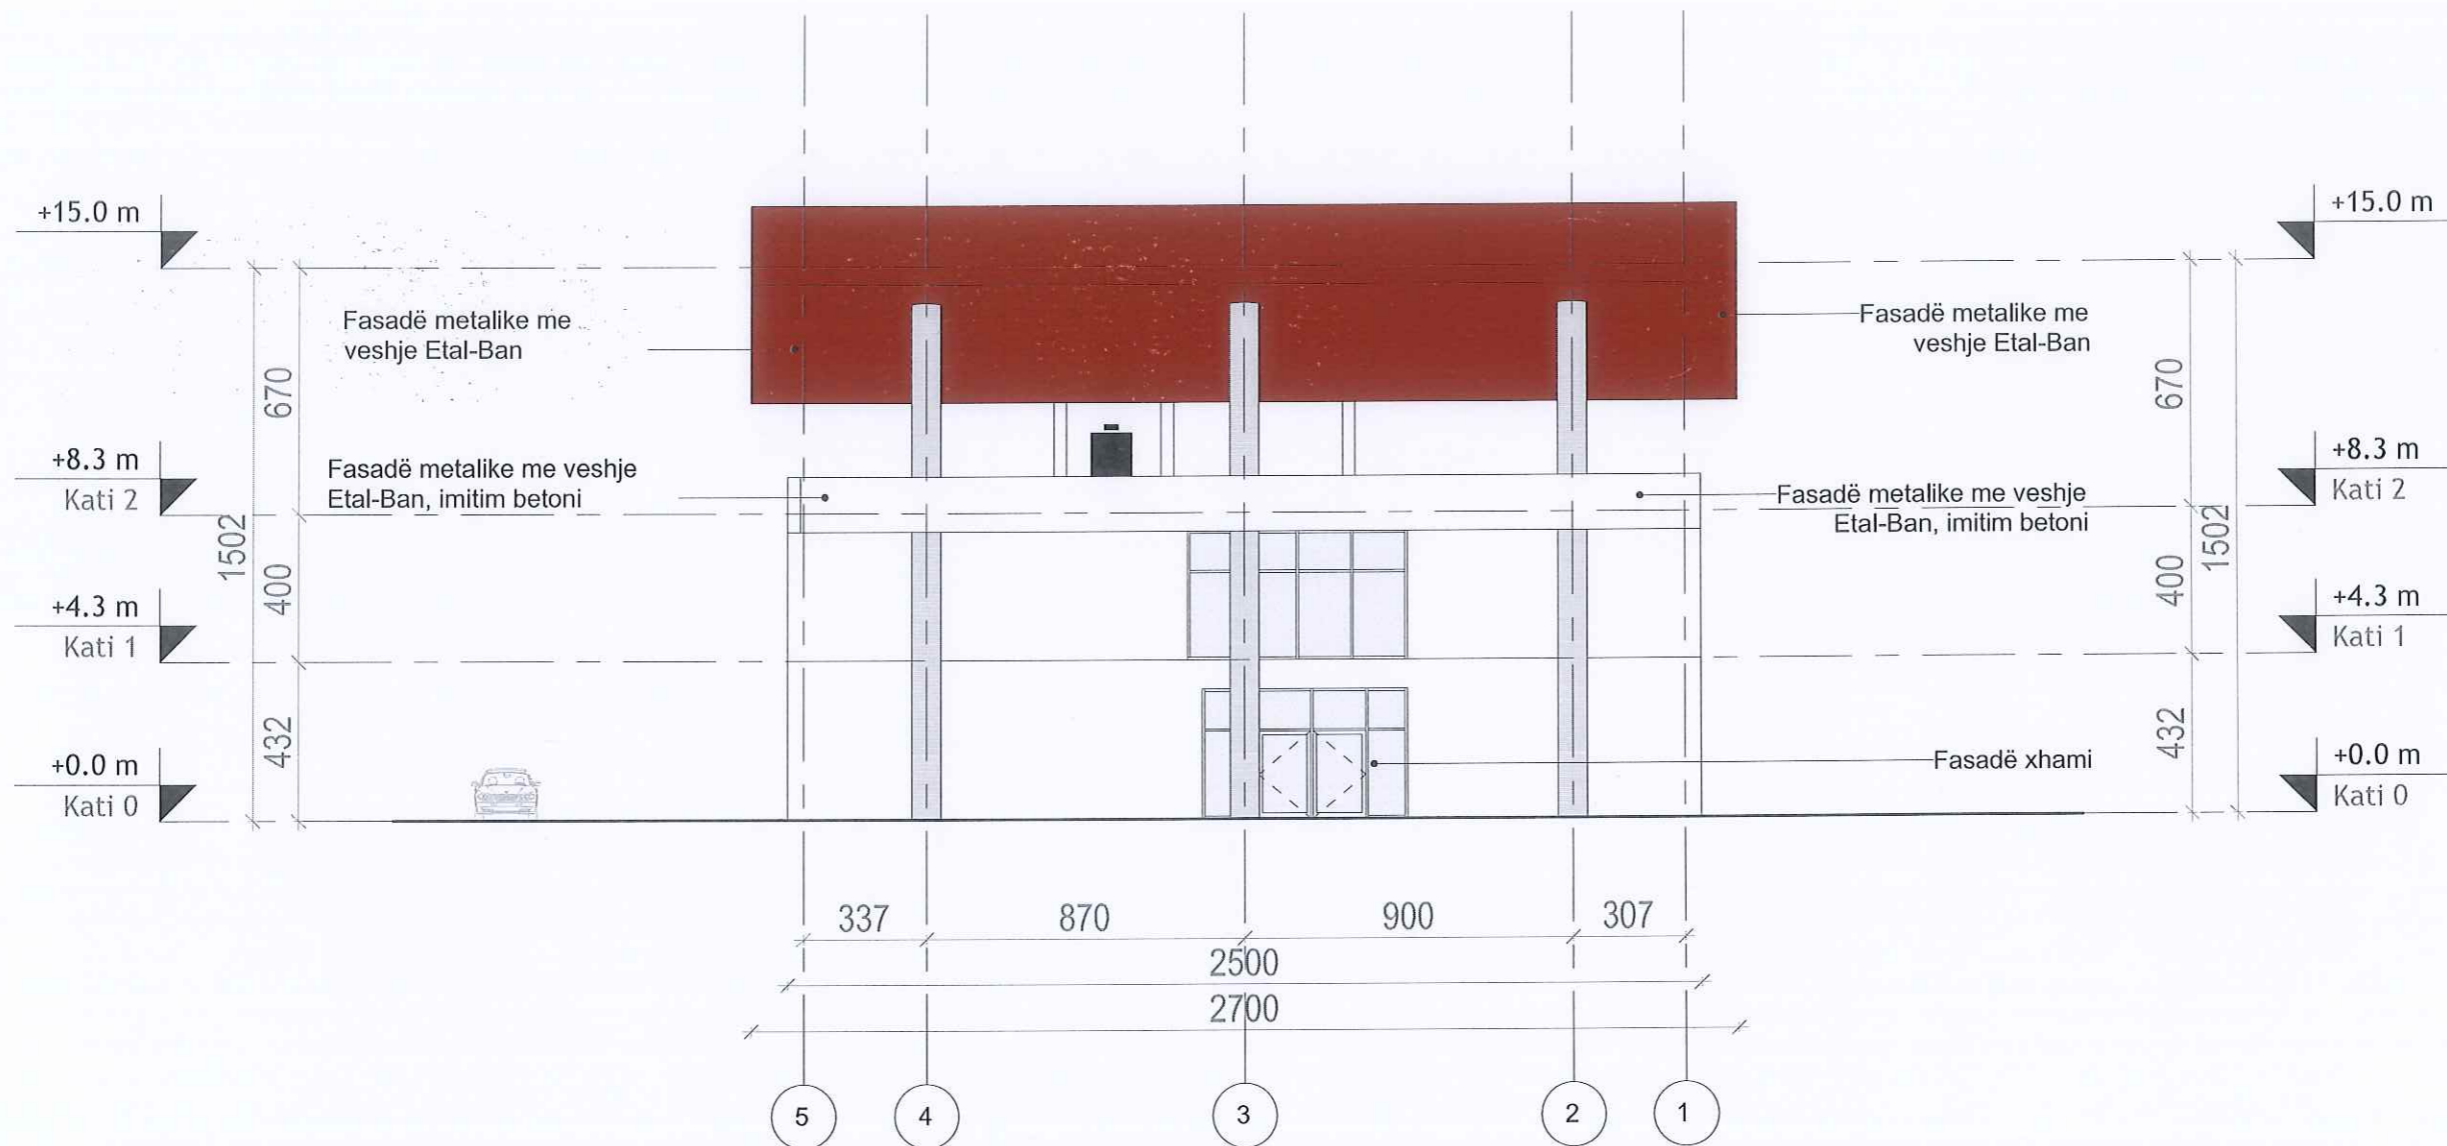 +15.0 m
+15.0 m
Fasadë metalike me
veshje Etal-Ban
Fasadë metalike me
veshje Etal-Ban
670
670
+8.3 m
Kati 2
+8.3 m
Kati 2
Fasadë metalike me veshje
Etal-Ban, imitim betoni
Fasadë metalike me veshje
Etal-Ban, imitim betoni
1502
1502
400
400
+4.3 m
Kati 1
+4.3 m
Kati 1
432
432
+0.0 m
Kati 0
+0.0 m
Kati 0
Fasadë xhami
337 870 900 307
2500
2700
5 4 3 2 1